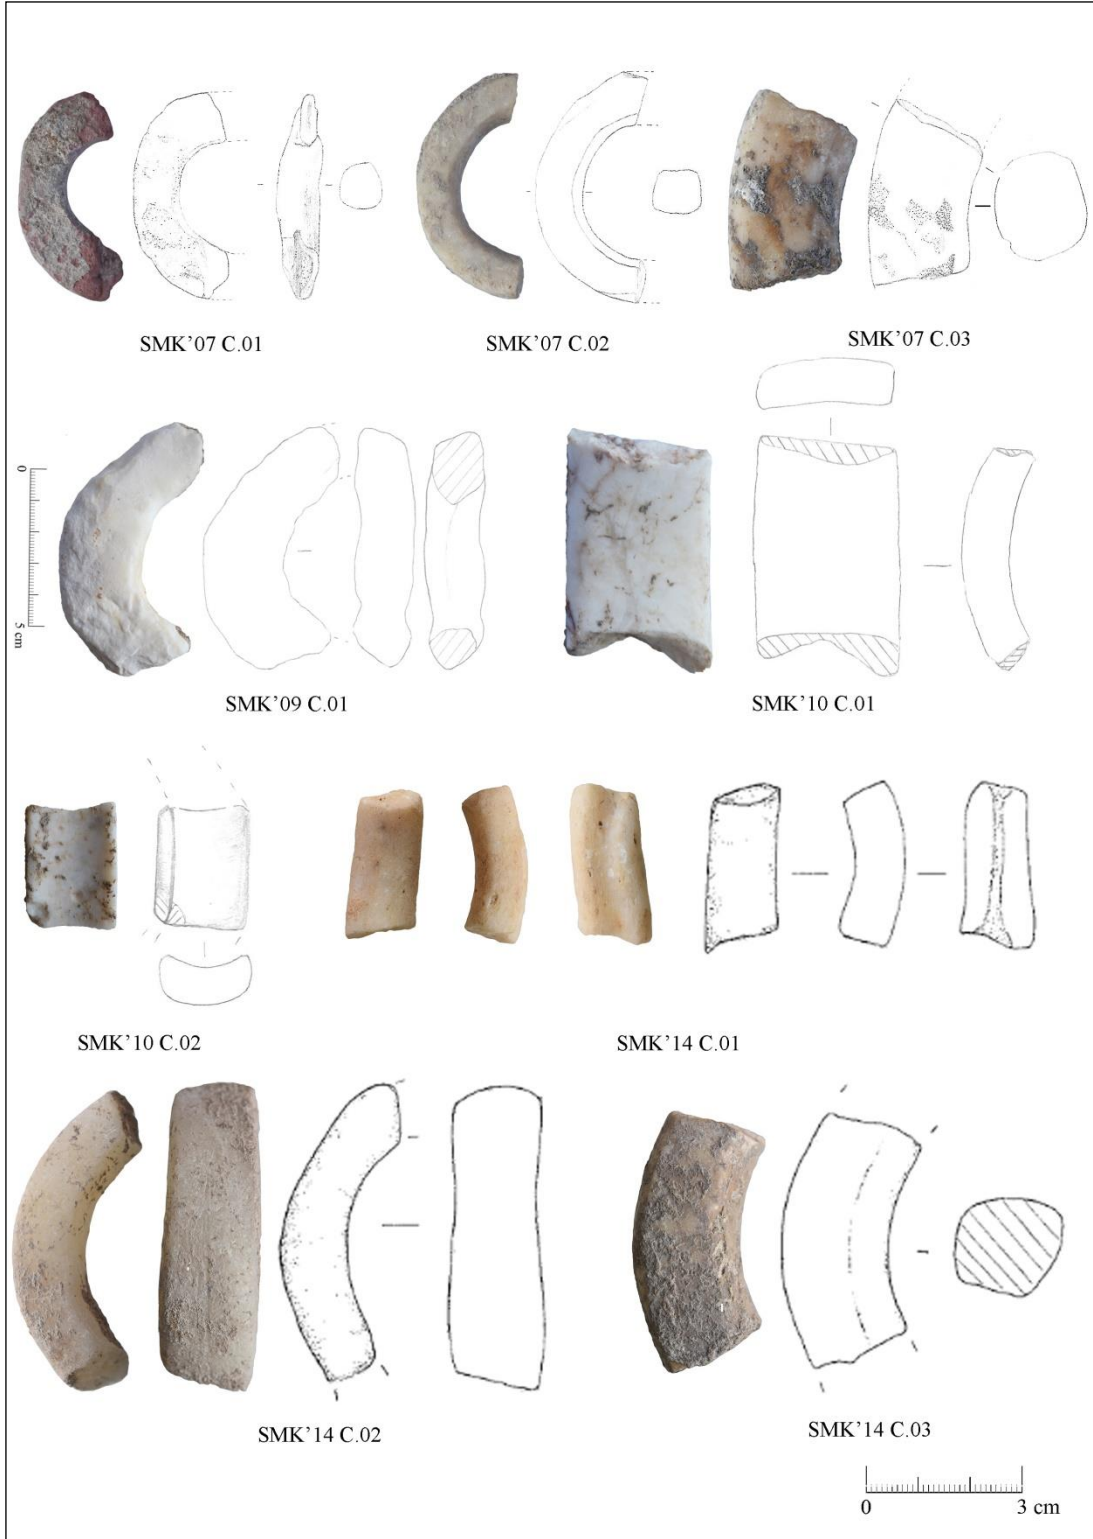 SMK’07 C.01
SMK’07 C.02
SMK’07 C.03
0
5 cm
SMK’09 C.01
SMK’10 C.01
SMK’10 C.02
SMK’14 C.01
SMK’14 C.02
SMK’14 C.03
0 3 cm